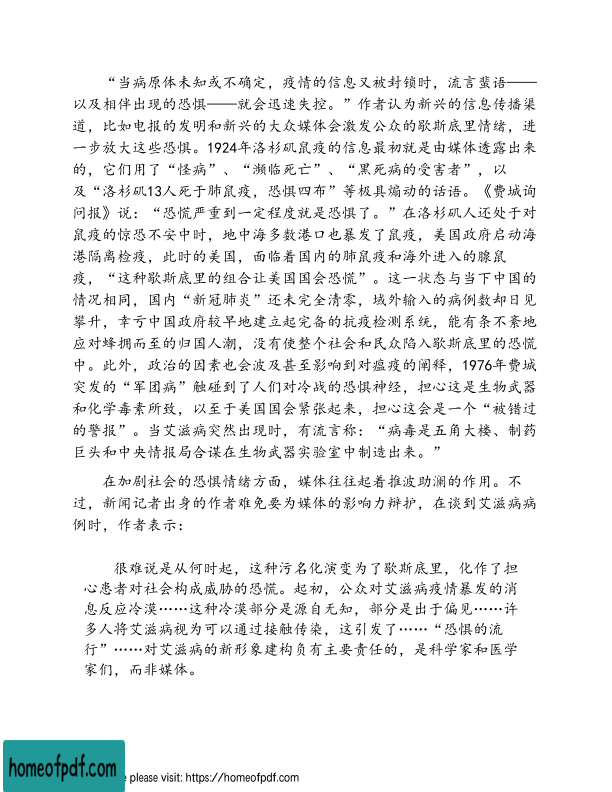 “当病原体未知或不确定，疫情的信息又被封锁时，流言蜚语——
以及相伴出现的恐惧——就会迅速失控。”作者认为新兴的信息传播渠
道，比如电报的发明和新兴的大众媒体会激发公众的歇斯底里情绪，进
一步放大这些恐惧。1924年洛杉矶鼠疫的信息最初就是由媒体透露出来
的，它们用了“怪病”、“濒临死亡”、“黑死病的受害者”，以
及“洛杉矶13人死于肺鼠疫，恐惧四布”等极具煽动的话语。《费城询
问报》说：“恐慌严重到一定程度就是恐惧了。”在洛杉矶人还处于对
鼠疫的惊恐不安中时，地中海多数港口也暴发了鼠疫，美国政府启动海
港隔离检疫，此时的美国，面临着国内的肺鼠疫和海外进入的腺鼠
疫，“这种歇斯底里的组合让美国国会恐慌”。这一状态与当下中国的
情况相同，国内“新冠肺炎”还未完全清零，域外输入的病例数却日见
攀升，幸亏中国政府较早地建立起完备的抗疫检测系统，能有条不紊地
应对蜂拥而至的归国人潮，没有使整个社会和民众陷入歇斯底里的恐慌
中。此外，政治的因素也会波及甚至影响到对瘟疫的阐释，1976年费城
突发的“军团病”触碰到了人们对冷战的恐惧神经，担心这是生物武器
和化学毒素所致，以至于美国国会紧张起来，担心这会是一个“被错过
的警报”。当艾滋病突然出现时，有流言称：“病毒是五角大楼、制药
巨头和中央情报局合谋在生物武器实验室中制造出来。”
在加剧社会的恐惧情绪方面，媒体往往起着推波助澜的作用。不
过，新闻记者出身的作者难免要为媒体的影响力辩护，在谈到艾滋病病
例时，作者表示：
很难说是从何时起，这种污名化演变为了歇斯底里，化作了担
心患者对社会构成威胁的恐慌。起初，公众对艾滋病疫情暴发的消
息反应冷漠……这种冷漠部分是源自无知，部分是出于偏见……许
多人将艾滋病视为可以通过接触传染，这引发了……“恐惧的流
行”……对艾滋病的新形象建构负有主要责任的，是科学家和医学
家们，而非媒体。
homeofpdf.com
e please visit: https://homeofpdf.com